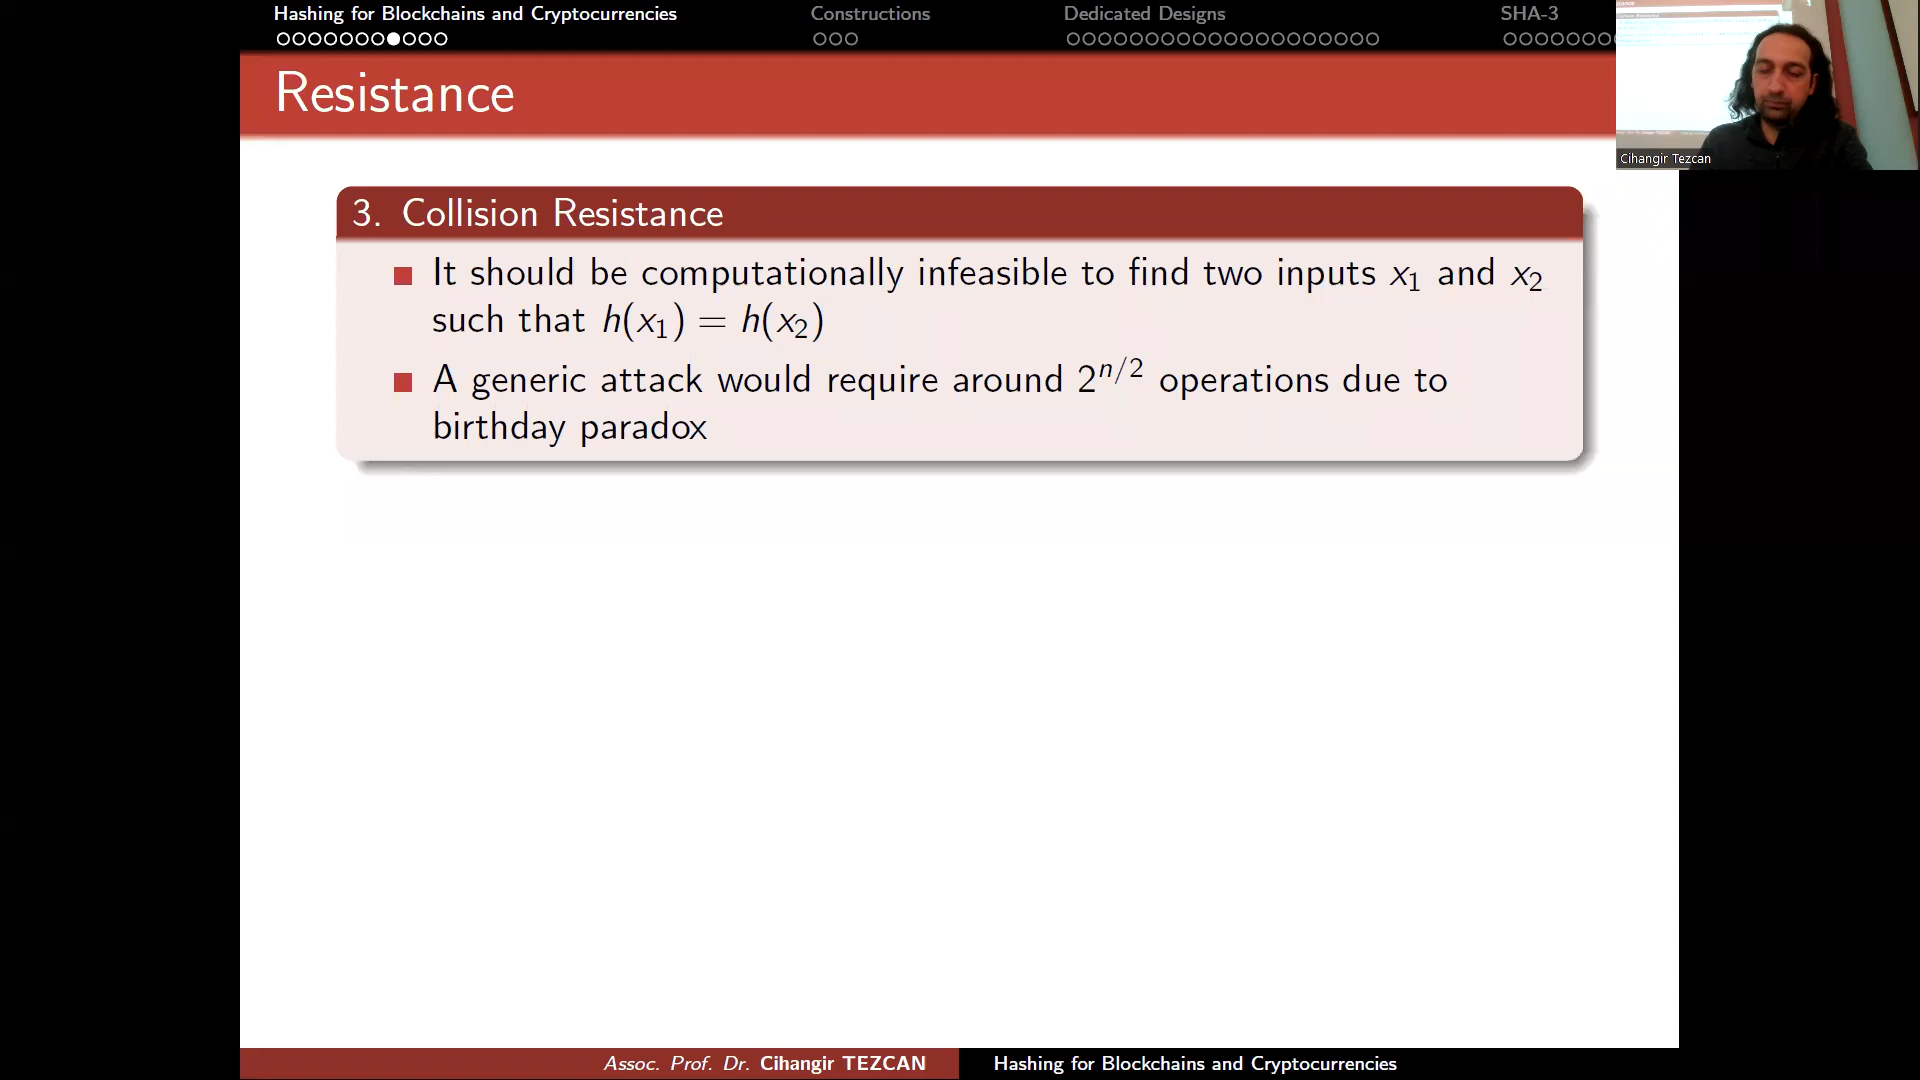 Hashing for Blockchains and Cryptocurrencies
Constructions
Dedicated Designs
SHA-3
Resistance
Cihangir Tezcan
3. Collision Resistance
It should be computationally infeasible to find two inputs x₁ and x₂
such that h(x₁) = h(x₂)
A generic attack would require around 2^{n/2} operations due to
birthday paradox
Assoc. Prof. Dr. Cihangir TEZCAN
Hashing for Blockchains and Cryptocurrencies